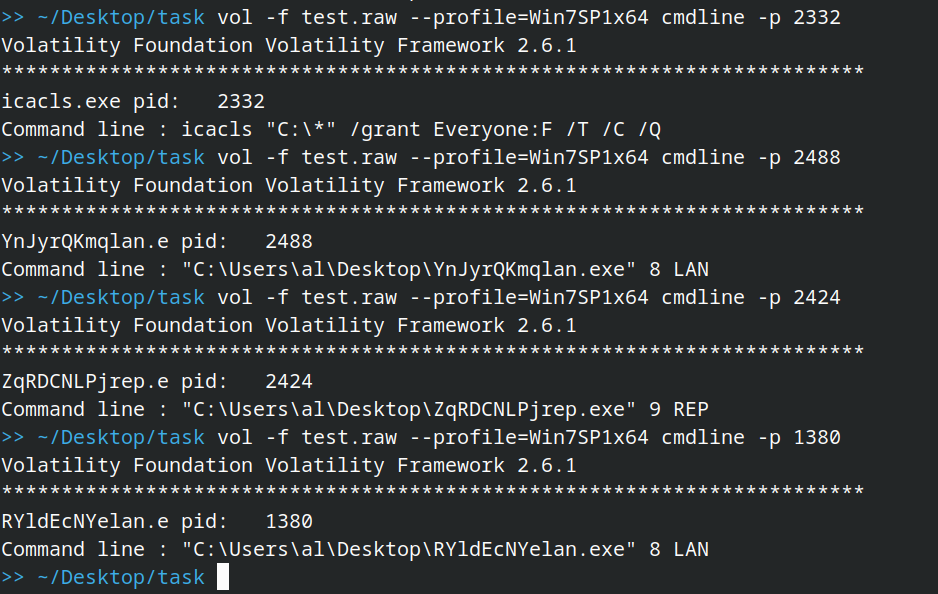 >> ~/Desktop/task vol -f test.raw --profile=Win7SP1x64 cmdline -p 2332
Volatility Foundation Volatility Framework 2.6.1
************************************************************************
icacls.exe pid:   2332
Command line : icacls "C:\*" /grant Everyone:F /T /C /Q
>> ~/Desktop/task vol -f test.raw --profile=Win7SP1x64 cmdline -p 2488
Volatility Foundation Volatility Framework 2.6.1
************************************************************************
YnJyrQKmqlan.e pid:   2488
Command line : "C:\Users\al\Desktop\YnJyrQKmqlan.exe" 8 LAN
>> ~/Desktop/task vol -f test.raw --profile=Win7SP1x64 cmdline -p 2424
Volatility Foundation Volatility Framework 2.6.1
************************************************************************
ZqRDCNLPjrep.e pid:   2424
Command line : "C:\Users\al\Desktop\ZqRDCNLPjrep.exe" 9 REP
>> ~/Desktop/task vol -f test.raw --profile=Win7SP1x64 cmdline -p 1380
Volatility Foundation Volatility Framework 2.6.1
************************************************************************
RYldEcNYelan.e pid:   1380
Command line : "C:\Users\al\Desktop\RYldEcNYelan.exe" 8 LAN
>> ~/Desktop/task